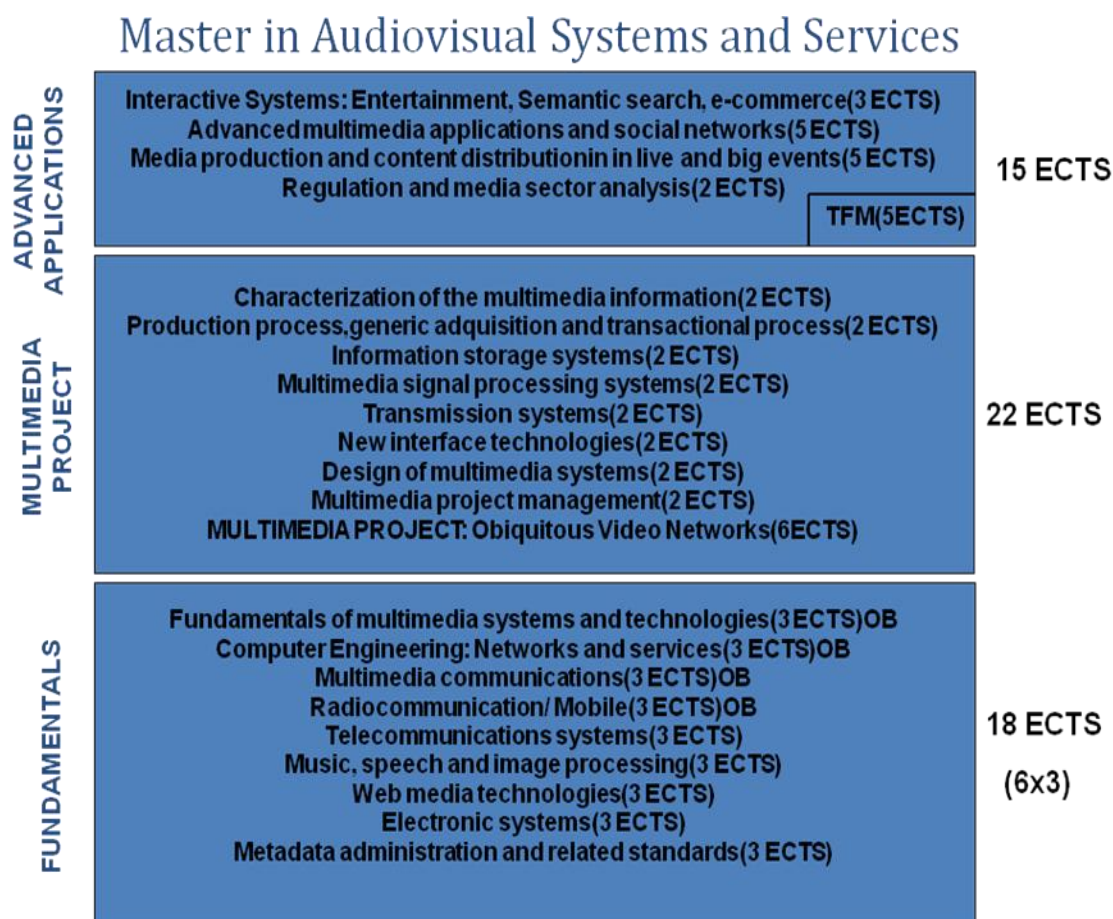 Master in Audiovisual Systems and Services
ADVANCED
APPLICATIONS
Interactive Systems: Entertainment, Semantic search, e-commerce(3 ECTS)
Advanced multimedia applications and social networks(5 ECTS)
Media production and content distributionin in live and big events(5 ECTS)
Regulation and media sector analysis(2 ECTS)
TFM(5ECTS)
15 ECTS
MULTIMEDIA
PROJECT
Characterization of the multimedia information(2 ECTS)
Production process,generic adquisition and transactional process(2 ECTS)
Information storage systems(2 ECTS)
Multimedia signal processing systems(2 ECTS)
Transmission systems(2 ECTS)
New interface technologies(2 ECTS)
Design of multimedia systems(2 ECTS)
Multimedia project management(2 ECTS)
MULTIMEDIA PROJECT: Obiquitous Video Networks(6ECTS)
22 ECTS
FUNDAMENTALS
Fundamentals of multimedia systems and technologies(3 ECTS)OB
Computer Engineering: Networks and services(3 ECTS)OB
Multimedia communications(3 ECTS)OB
Radiocommunication/ Mobile(3 ECTS)OB
Telecommunications systems(3 ECTS)
Music, speech and image processing(3 ECTS)
Web media technologies(3 ECTS)
Electronic systems(3 ECTS)
Metadata administration and related standards(3 ECTS)
18 ECTS
(6x3)